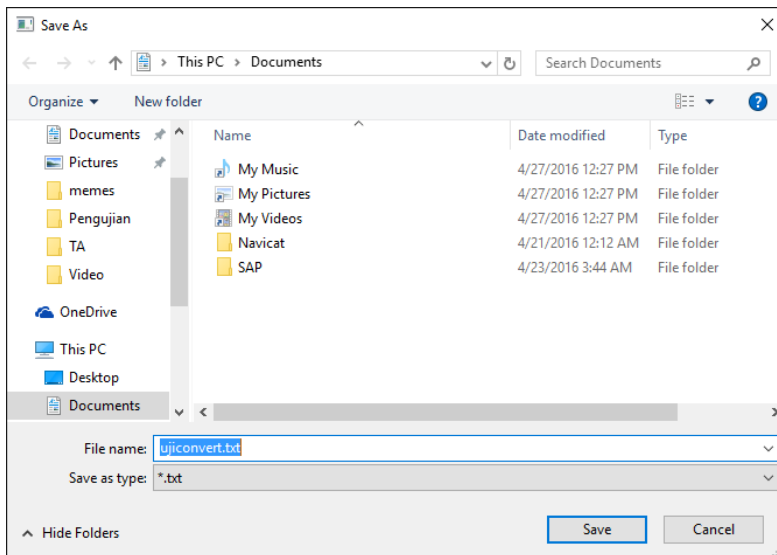 Save As
This PC > Documents
Search Documents
Organize
New folder
?
Documents
Pictures
memes
Pengujian
TA
Video
OneDrive
This PC
Desktop
Documents
Name Date modified Type
My Music 4/27/2016 12:27 PM File folder
My Pictures 4/27/2016 12:27 PM File folder
My Videos 4/27/2016 12:27 PM File folder
Navicat 4/21/2016 12:12 AM File folder
SAP 4/23/2016 3:44 AM File folder
File name: ujiconvert.txt
Save as type: *.txt
Hide Folders
Save
Cancel